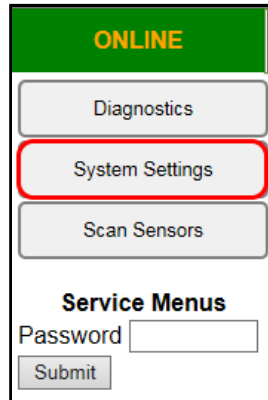 ONLINE
Diagnostics
System Settings
Scan Sensors
Service Menus
Password
Submit